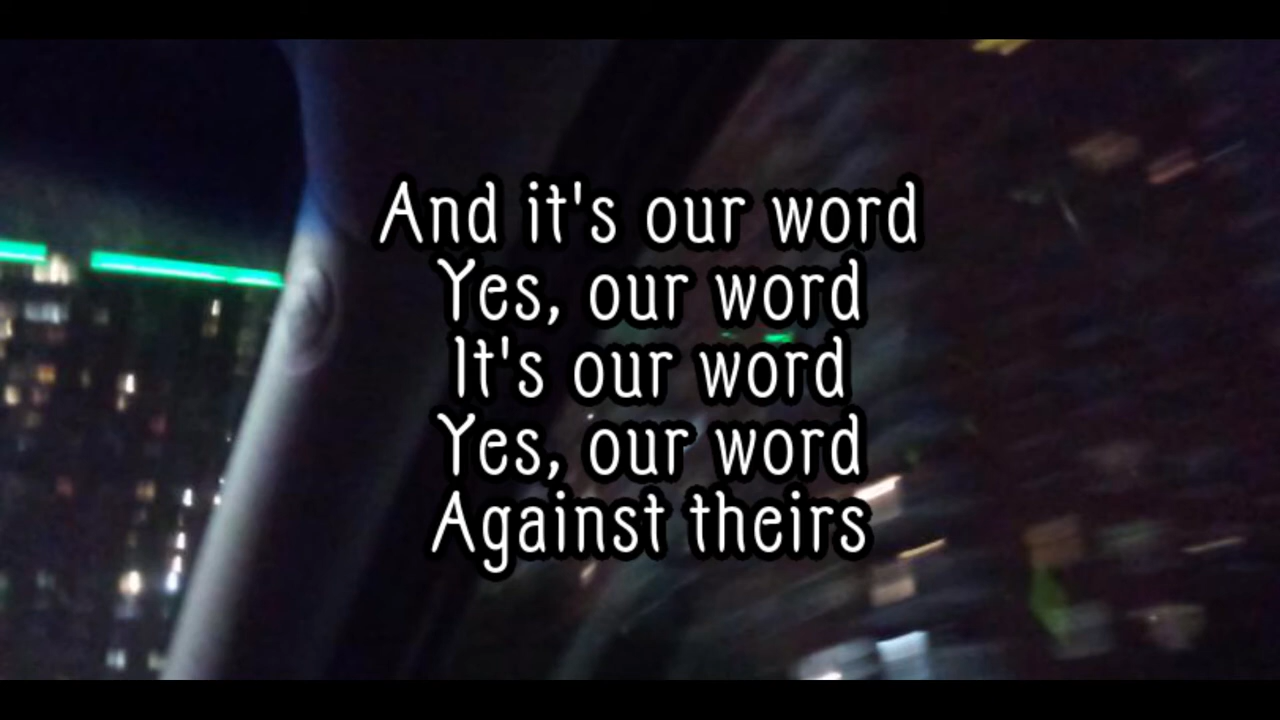 And it's our word
Yes, our word
It's our word
Yes, our word
Against theirs